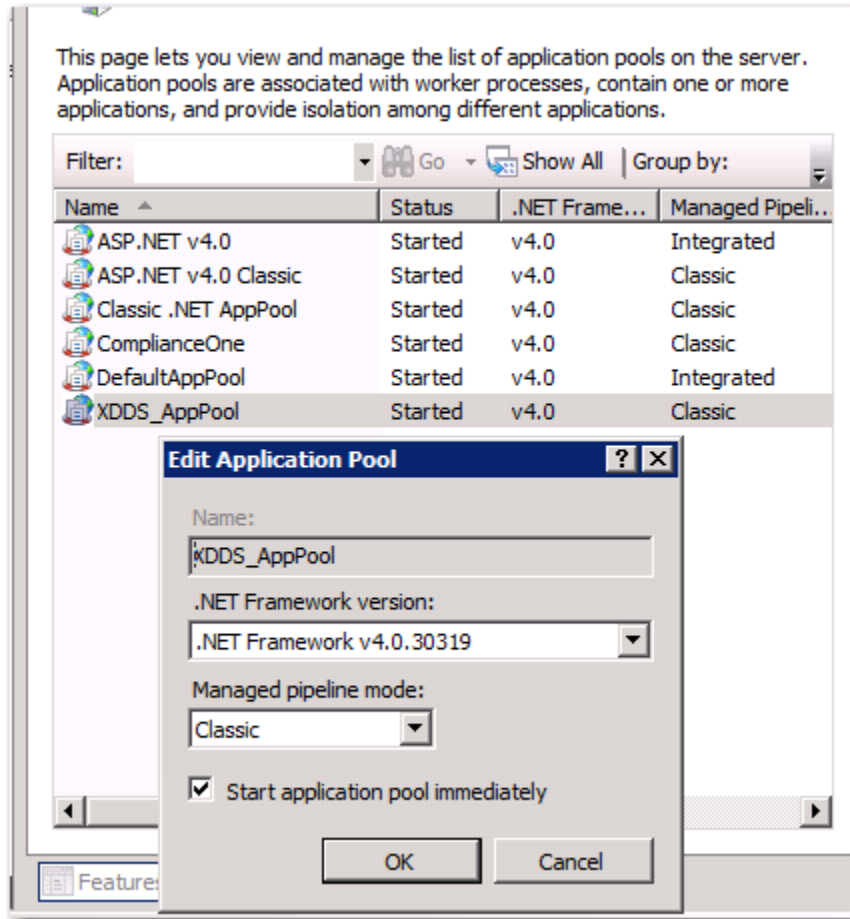 This page lets you view and manage the list of application pools on the server.
Application pools are associated with worker processes, contain one or more
applications, and provide isolation among different applications.
Filter: Go Show All Group by:
Name Status .NET Frame... Managed Pipeli...
ASP.NET v4.0 Started v4.0 Integrated
ASP.NET v4.0 Classic Started v4.0 Classic
Classic .NET AppPool Started v4.0 Classic
ComplianceOne Started v4.0 Classic
DefaultAppPool Started v4.0 Integrated
XDDS_AppPool Started v4.0 Classic
Edit Application Pool
Name:
XDDS_AppPool
.NET Framework version:
.NET Framework v4.0.30319
Managed pipeline mode:
Classic
Start application pool immediately
OK Cancel
Features